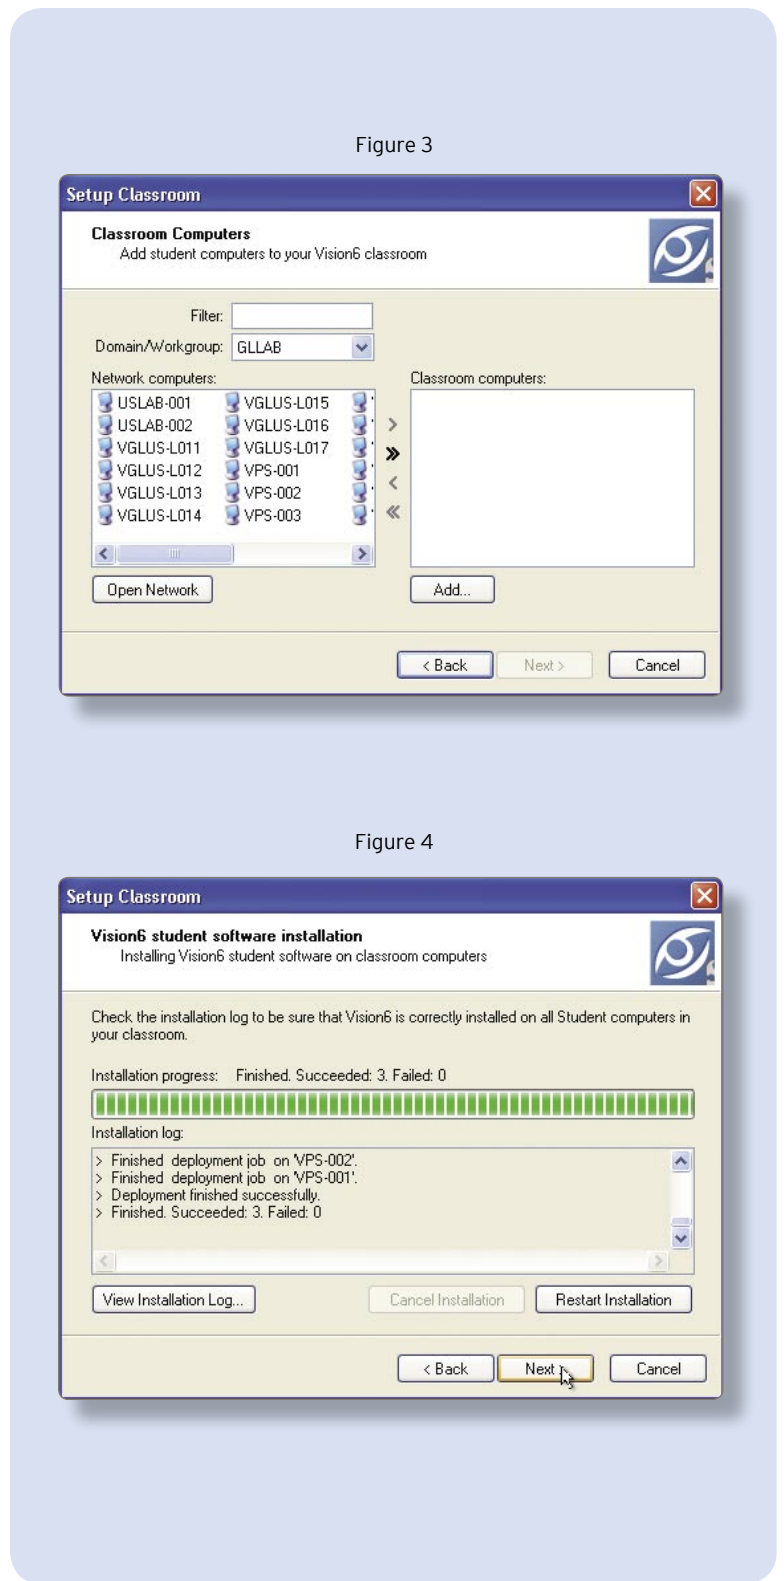 Figure 3
Setup Classroom
Classroom Computers
Add student computers to your Vision6 classroom
Filter:
Domain/Workgroup: GLLAB
Network computers: Classroom computers:
USLAB-001 VGLUS-L015
USLAB-002 VGLUS-L016
VGLUS-L011 VGLUS-L017
VGLUS-L012 VPS-001
VGLUS-L013 VPS-002
VGLUS-L014 VPS-003
Open Network Add...
< Back Next > Cancel
Figure 4
Setup Classroom
Vision6 student software installation
Installing Vision6 student software on classroom computers
Check the installation log to be sure that Vision6 is correctly installed on all Student computers in
your classroom.
Installation progress: Finished. Succeeded: 3. Failed: 0
Installation log:
> Finished deployment job on 'VPS-002'.
> Finished deployment job on 'VPS-001'.
> Deployment finished successfully.
> Finished. Succeeded: 3. Failed: 0
View Installation Log... Cancel Installation Restart Installation
< Back Next > Cancel